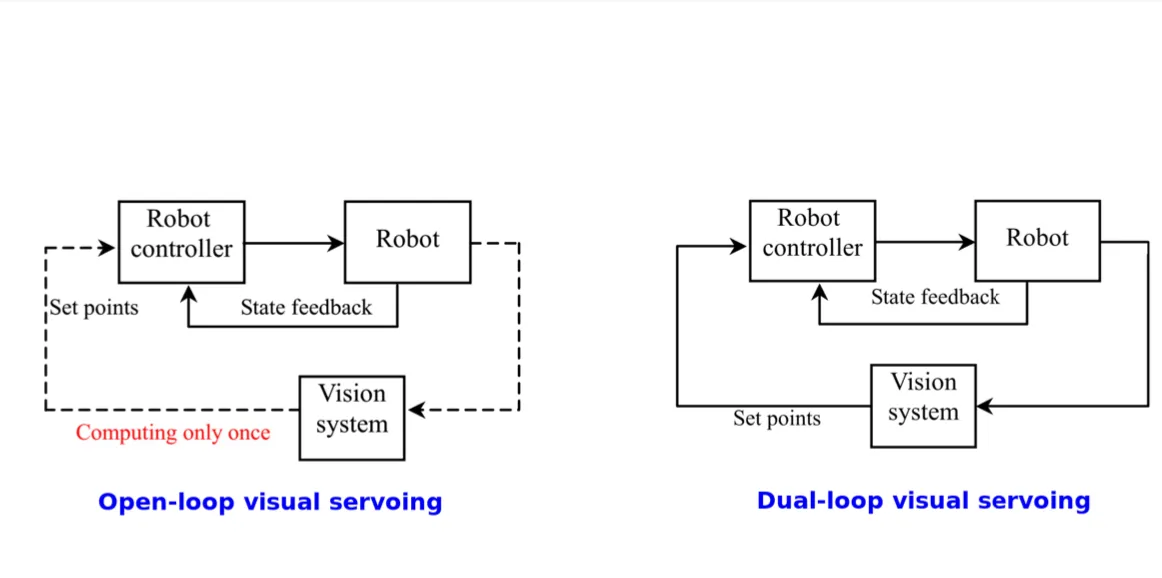 Robot
controller
Robot
Set points
State feedback
Vision
system
Computing only once
Open-loop visual servoing
Robot
controller
Robot
State feedback
Vision
system
Set points
Dual-loop visual servoing